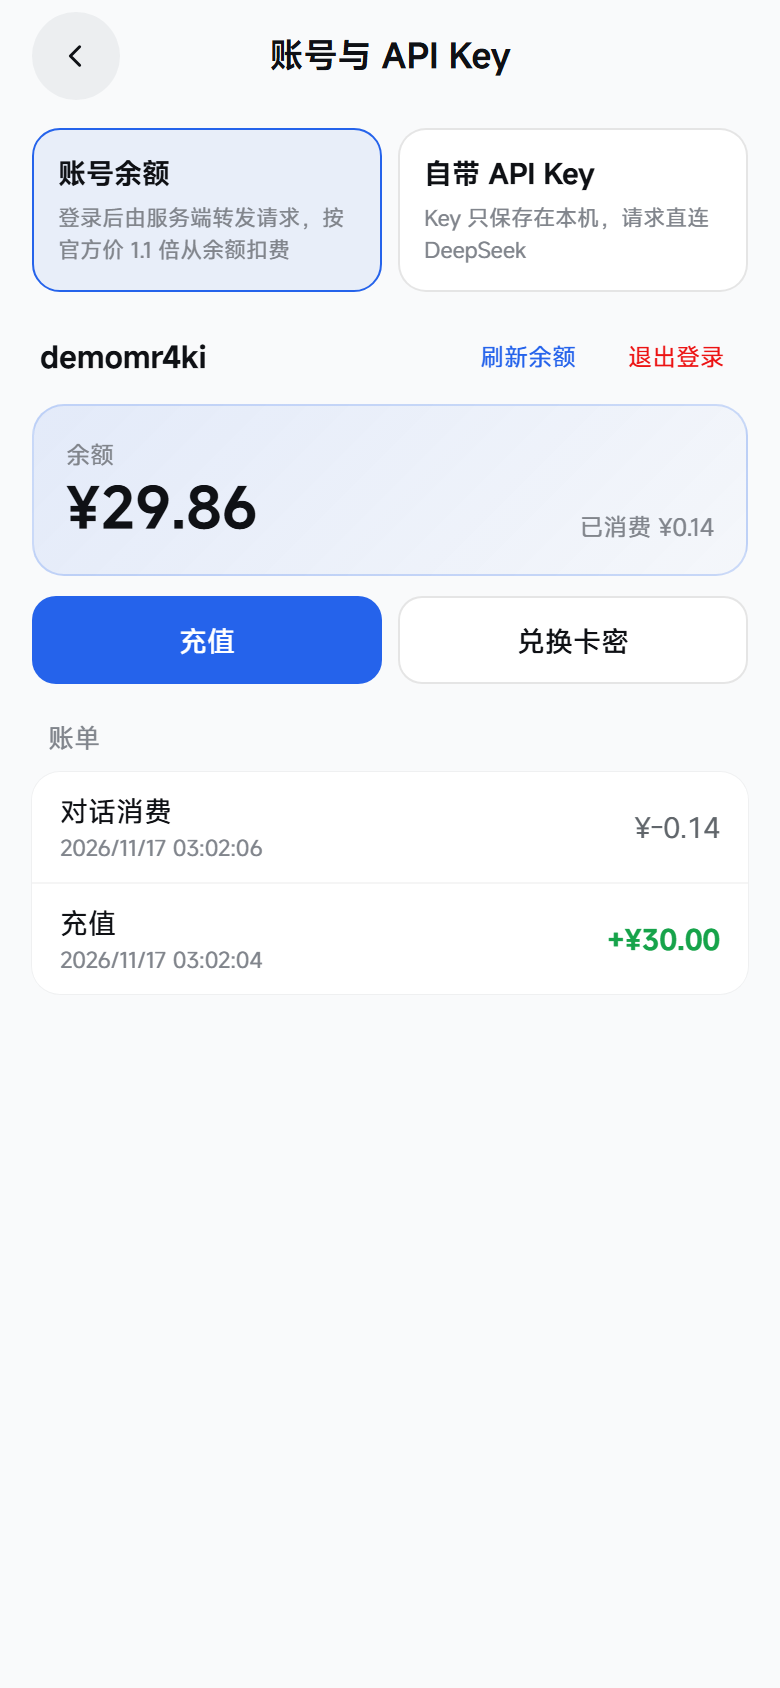 账号与 API Key
账号余额
登录后由服务端转发请求，按
官方价 1.1 倍从余额扣费
自带 API Key
Key 只保存在本机，请求直连
DeepSeek
demomr4ki
刷新余额
退出登录
余额
¥29.86
已消费 ¥0.14
充值
兑换卡密
账单
对话消费
2026/11/17 03:02:06
¥-0.14
充值
2026/11/17 03:02:04
+¥30.00